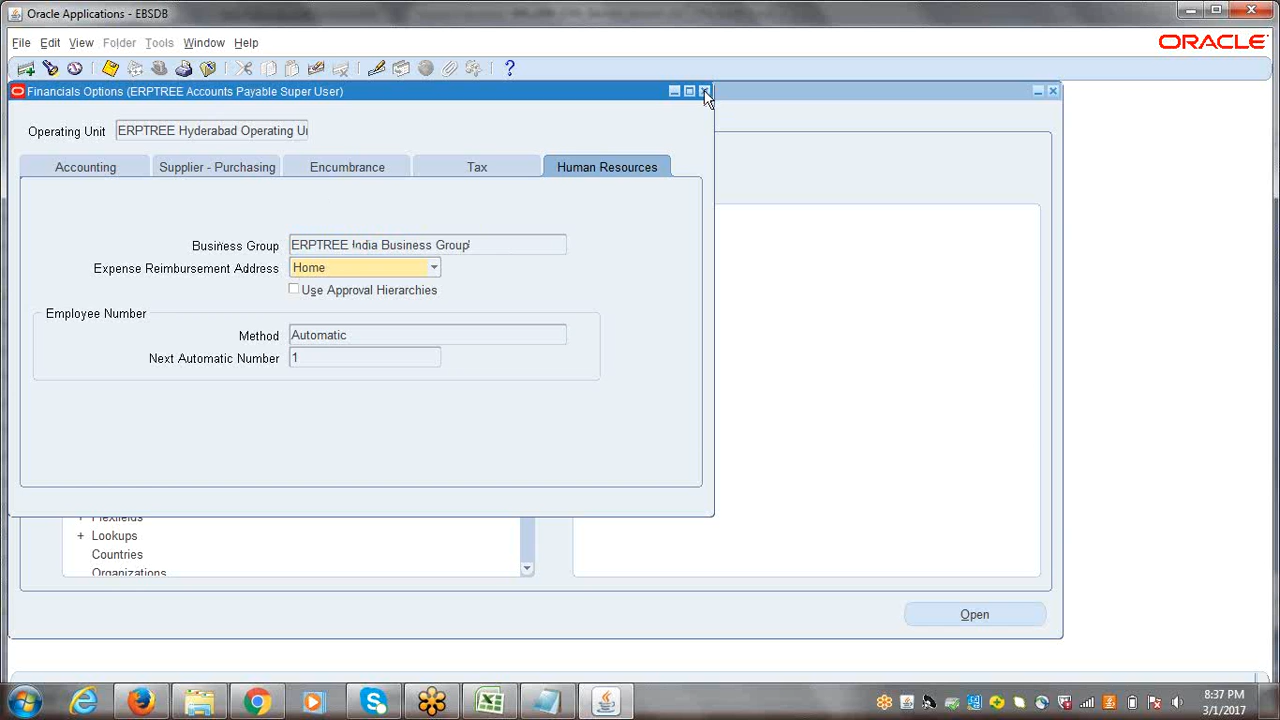 Oracle Applications - EBSDB
File Edit View Folder Tools Window Help
ORACLE
Financials Options (ERPTREE Accounts Payable Super User)
Operating Unit ERPTREE Hyderabad Operating U
Accounting Supplier - Purchasing Encumbrance Tax Human Resources
Business Group ERPTREE India Business Group
Expense Reimbursement Address Home
Use Approval Hierarchies
Employee Number
Method Automatic
Next Automatic Number 1
+ Flexfields
+ Lookups
Countries
Organizations
Open
8:37 PM
3/1/2017